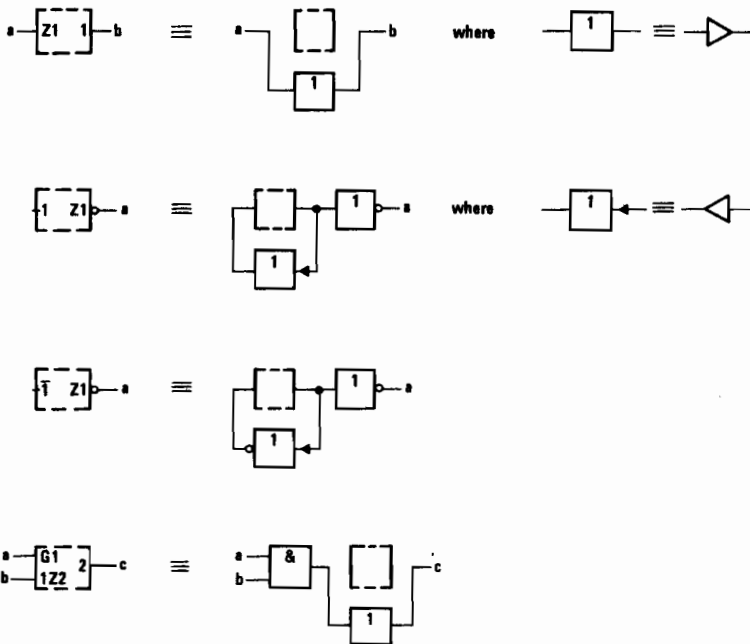 a Z1 1 b ≡ a 1 b where 1 ≡
1 Z1 a ≡ 1 1 a where 1 ≡
1̅ Z1 a ≡ 1 1 a
a b G1 1Z2 2 c ≡ a b & 1 c